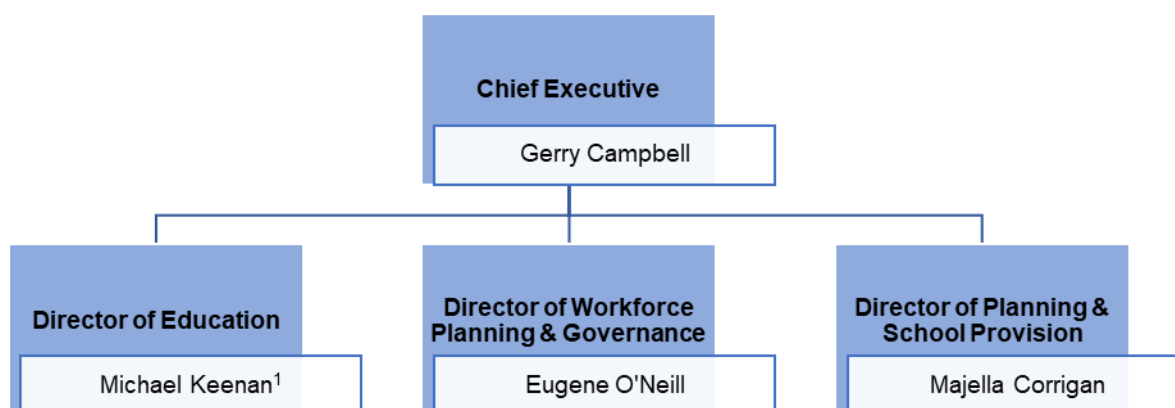 Chief Executive
Gerry Campbell
Director of Education
Michael Keenan¹
Director of Workforce
Planning & Governance
Eugene O'Neill
Director of Planning &
School Provision
Majella Corrigan